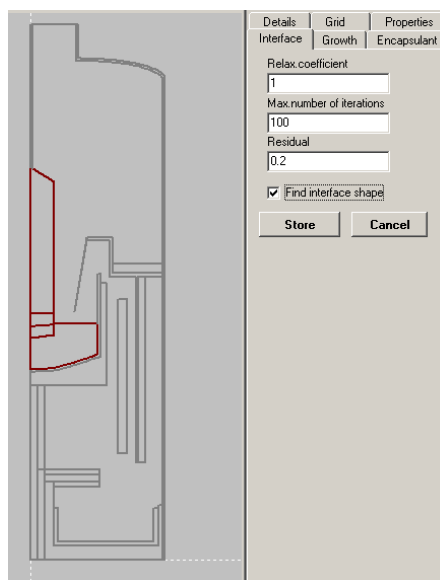 Details Grid Properties
Interface Growth Encapsulant
Relax.coefficient
1
Max.number of iterations
100
Residual
0.2
Find interface shape
Store Cancel